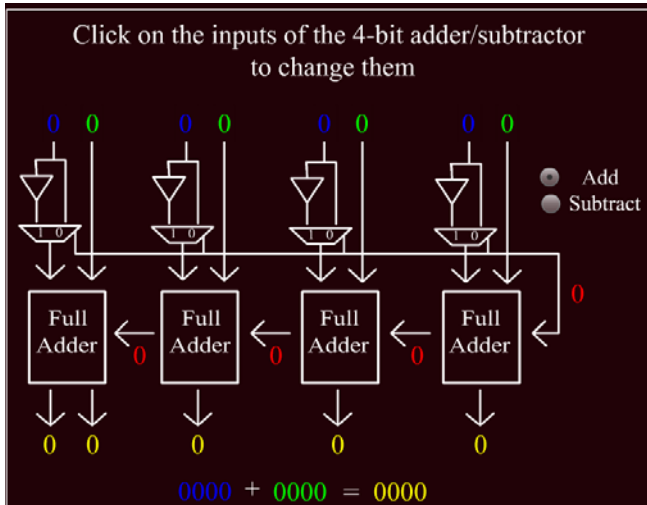 Click on the inputs of the 4-bit adder/subtractor
to change them
0 0 0 0 0 0 0 0
Add
Subtract
1 0 1 0 1 0 1 0
0
Full Adder Full Adder Full Adder Full Adder
0 0 0
0 0 0 0 0
0000 + 0000 = 0000